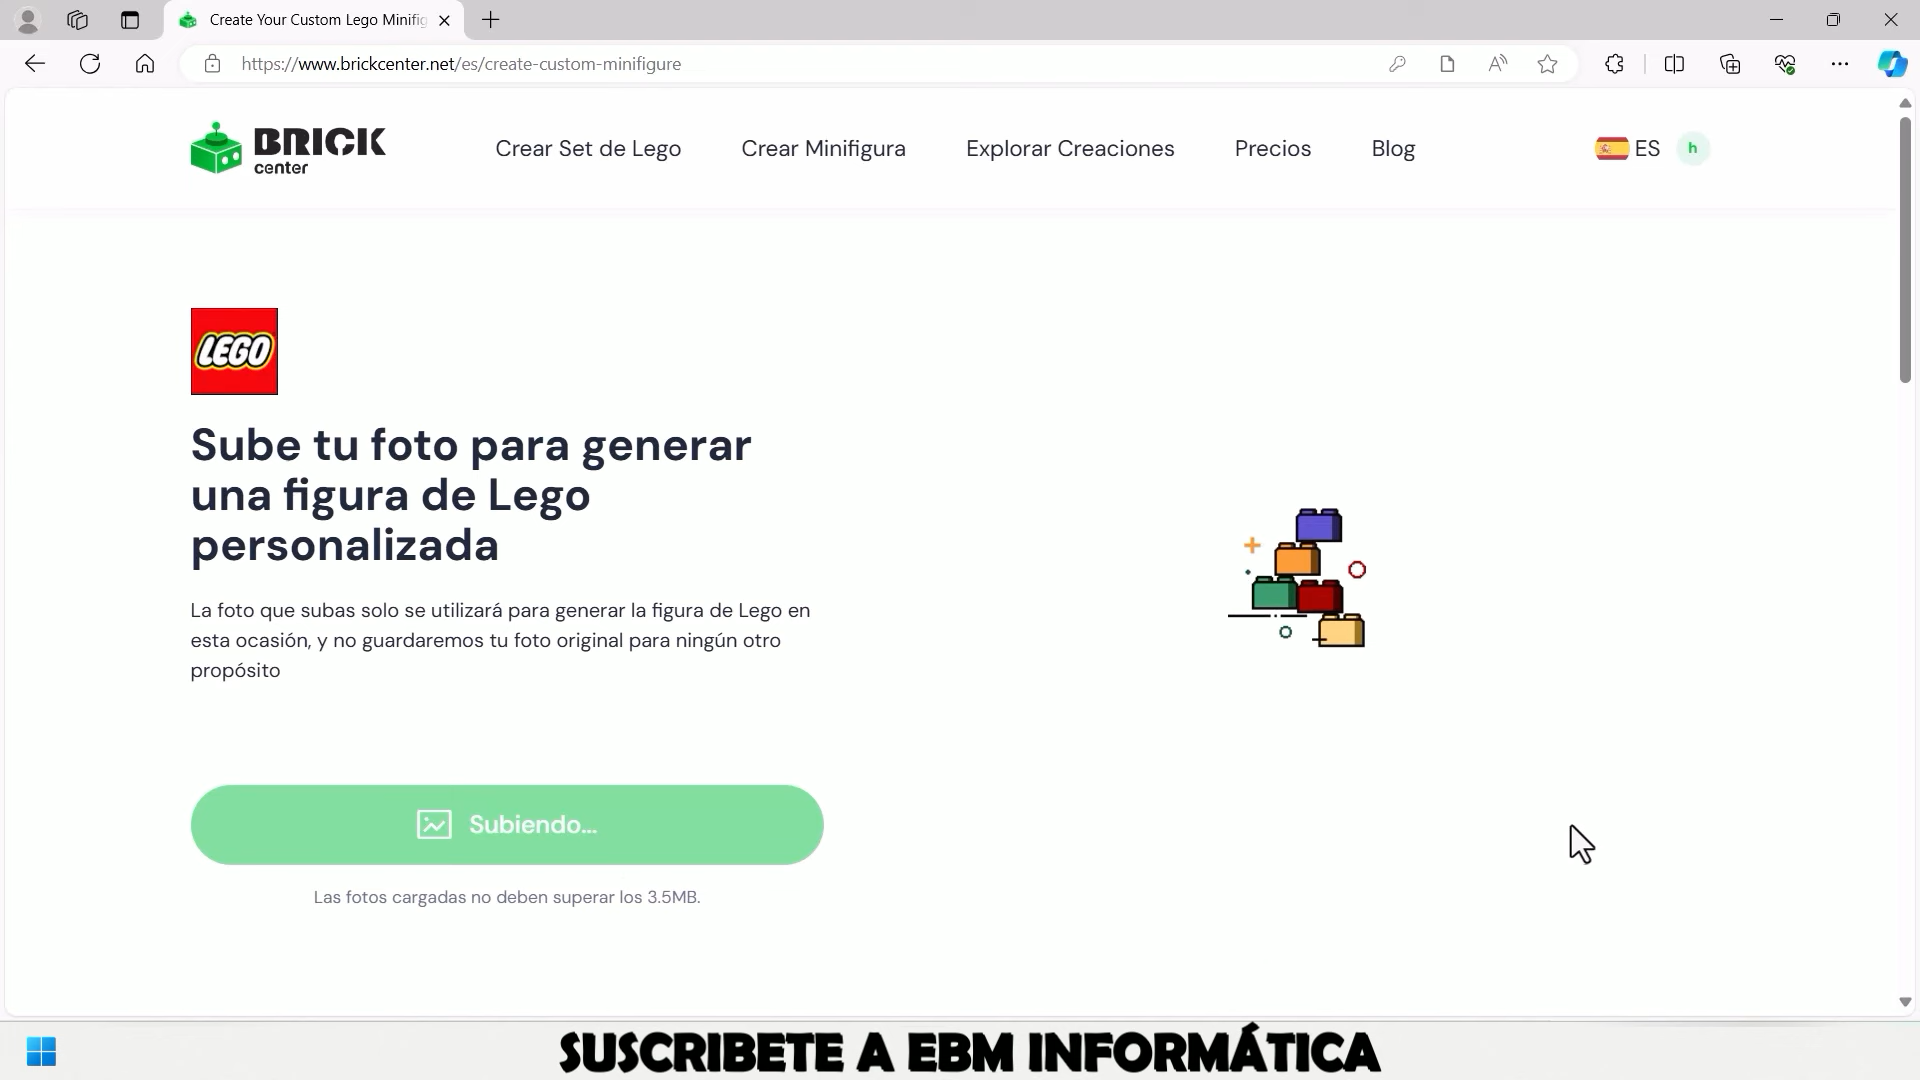 Create Your Custom Lego Minifig
https://www.brickcenter.net/es/create-custom-minifigure
BRICK
center
Crear Set de Lego
Crear Minifigura
Explorar Creaciones
Precios
Blog
ES
h
LEGO
Sube tu foto para generar
una figura de Lego
personalizada
La foto que subas solo se utilizará para generar la figura de Lego en
esta ocasión, y no guardaremos tu foto original para ningún otro
propósito
Subiendo...
Las fotos cargadas no deben superar los 3.5MB.
SUSCRIBETE A EBM INFORMÁTICA